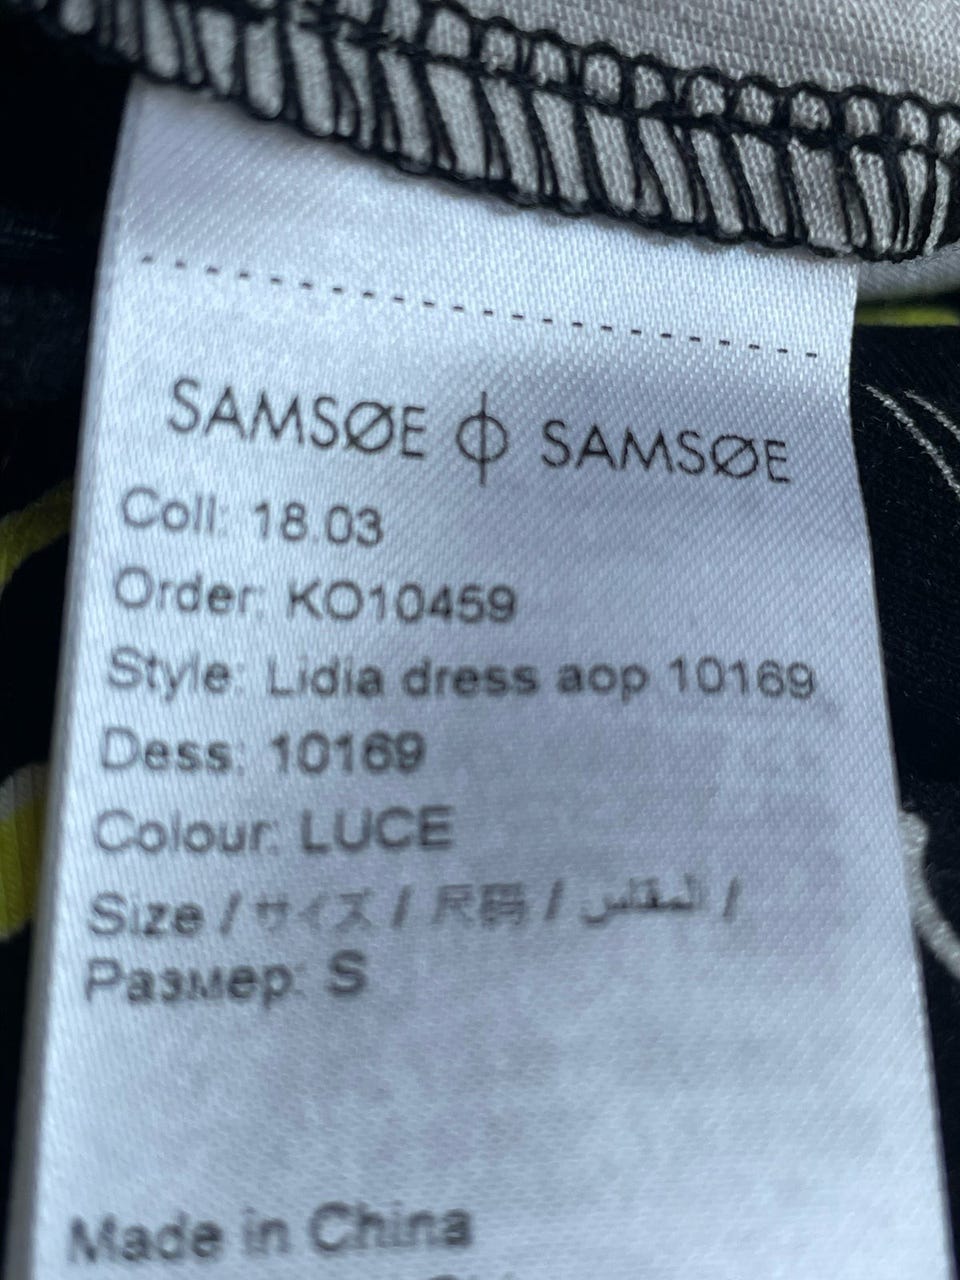 SAMSØE ϕ SAMSØE
Coll: 18.03
Order: KO10459
Style: Lidia dress aop 10169
Dess: 10169
Colour: LUCE
Size / サイズ / 尺码 / المقاس /
Размер: S
Made in China